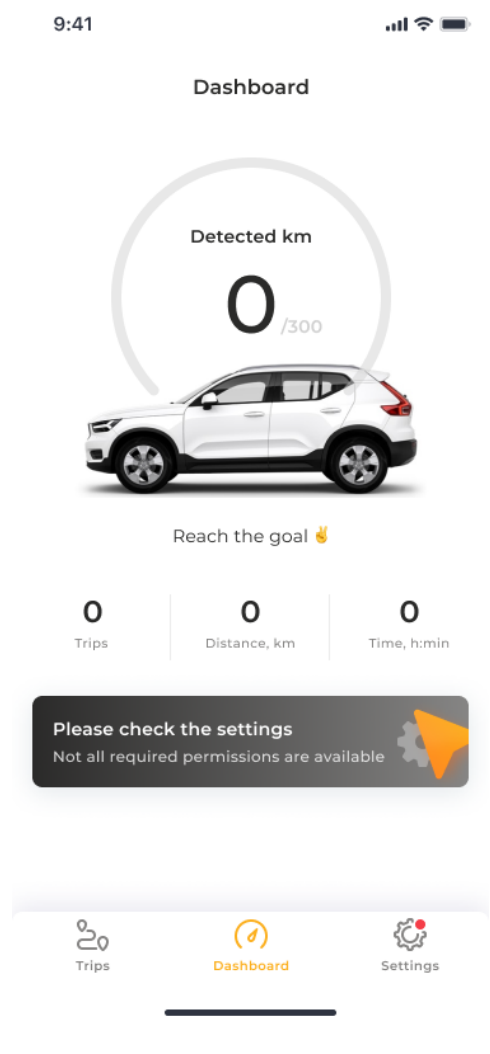 9:41
Dashboard
Detected km
0 /300
Reach the goal ✌️
0 0 0
Trips Distance, km Time, h:min
Please check the settings
Not all required permissions are available
Trips Dashboard Settings